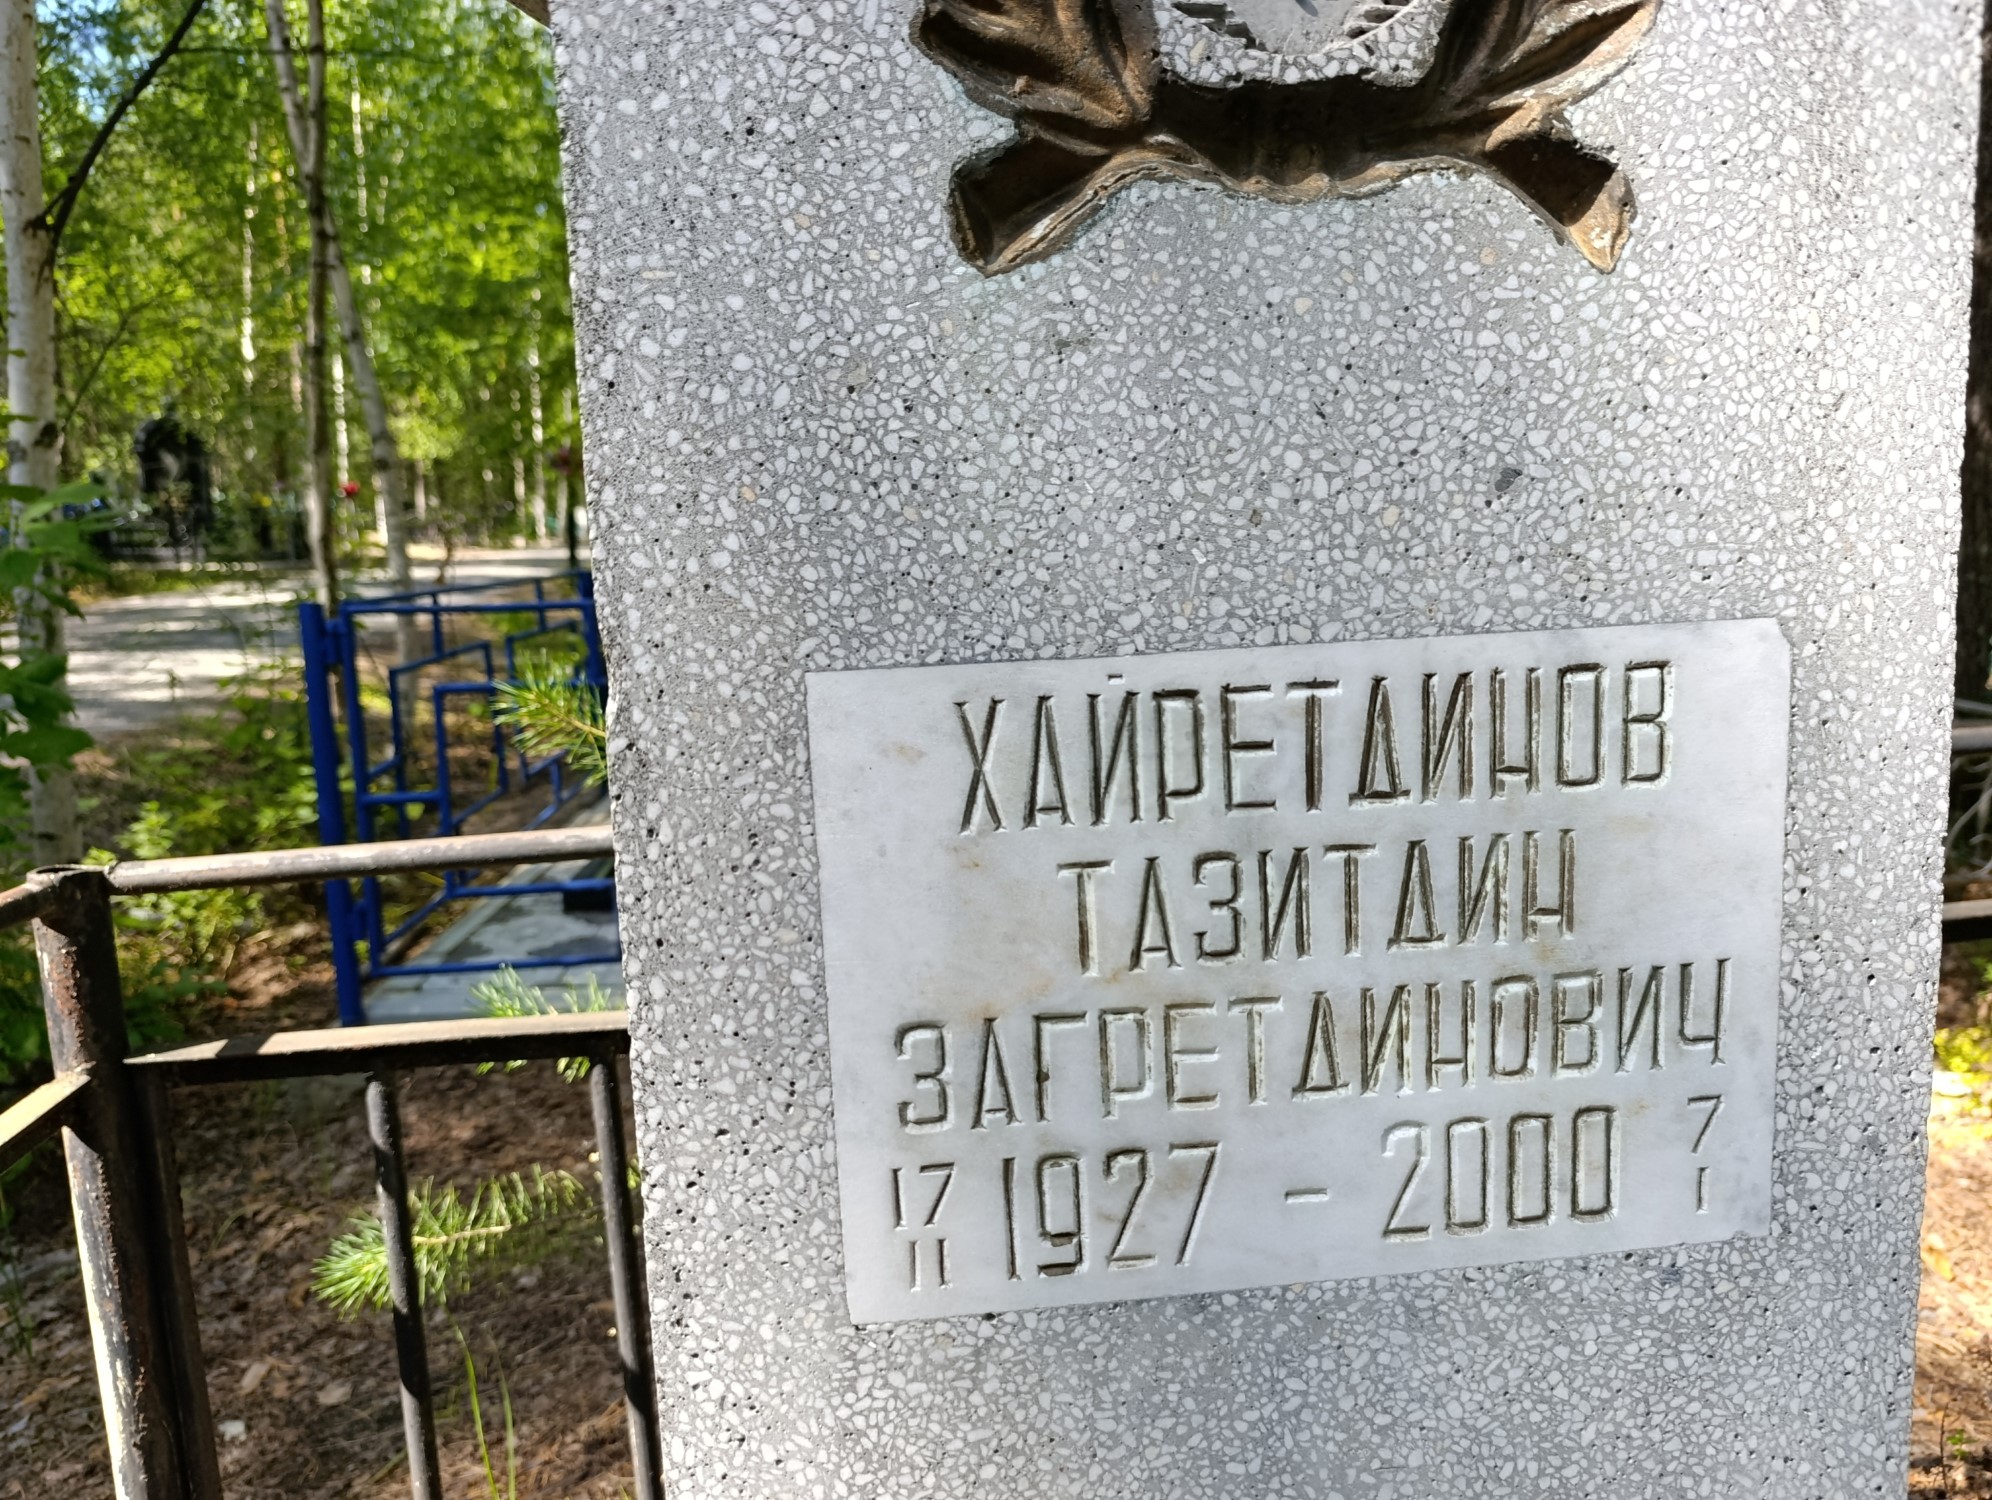 ХАЙРЕТДИНОВ
ТАЗИТДИН
ЗАГРЕТДИНОВИЧ
17/II 1927 - 2000 7/I